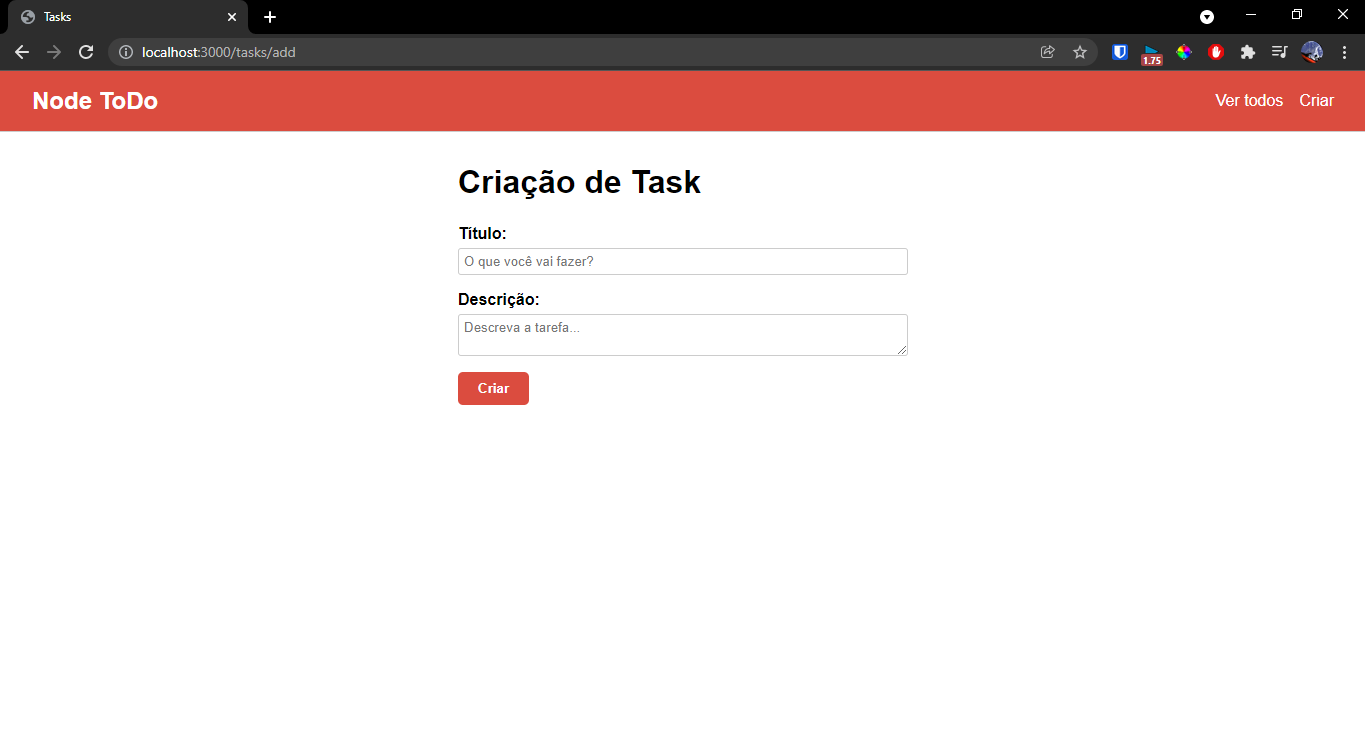 Tasks
localhost:3000/tasks/add
1.75
Node ToDo
Ver todos Criar
Criação de Task
Título:
O que você vai fazer?
Descrição:
Descreva a tarefa...
Criar